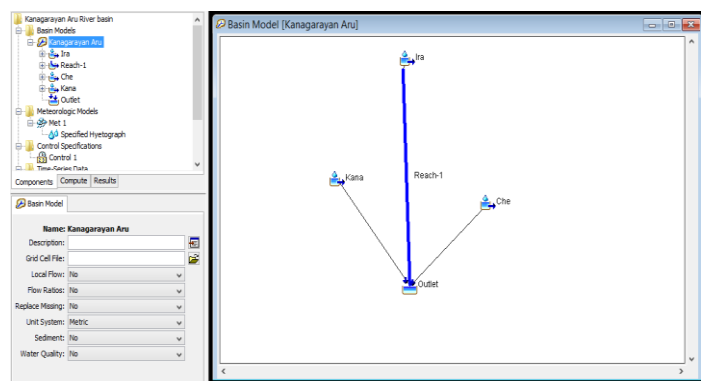 Kanagarayan Aru River basin
Basin Models
Kanagarayan Aru
Ira
Reach-1
Che
Kana
Outlet
Meteorologic Models
Met 1
Specified Hyetograph
Control Specifications
Control 1
Time-Series Data
Components Compute Results
Basin Model
Name: Kanagarayan Aru
Description:
Grid Cell File:
Local Flow: No
Flow Ratios: No
Replace Missing: No
Unit System: Metric
Sediment: No
Water Quality: No
Basin Model [Kanagarayan Aru]
Ira
Reach-1
Kana
Che
Outlet